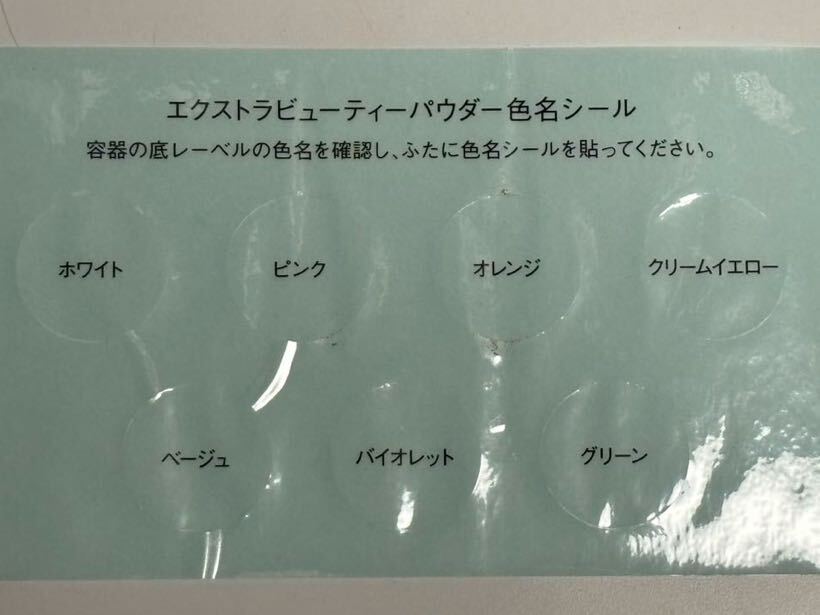 エクストラビューティーパウダー色名シール
容器の底レーベルの色名を確認し、ふたに色名シールを貼ってください。
ホワイト ピンク オレンジ クリームイエロー
ベージュ バイオレット グリーン